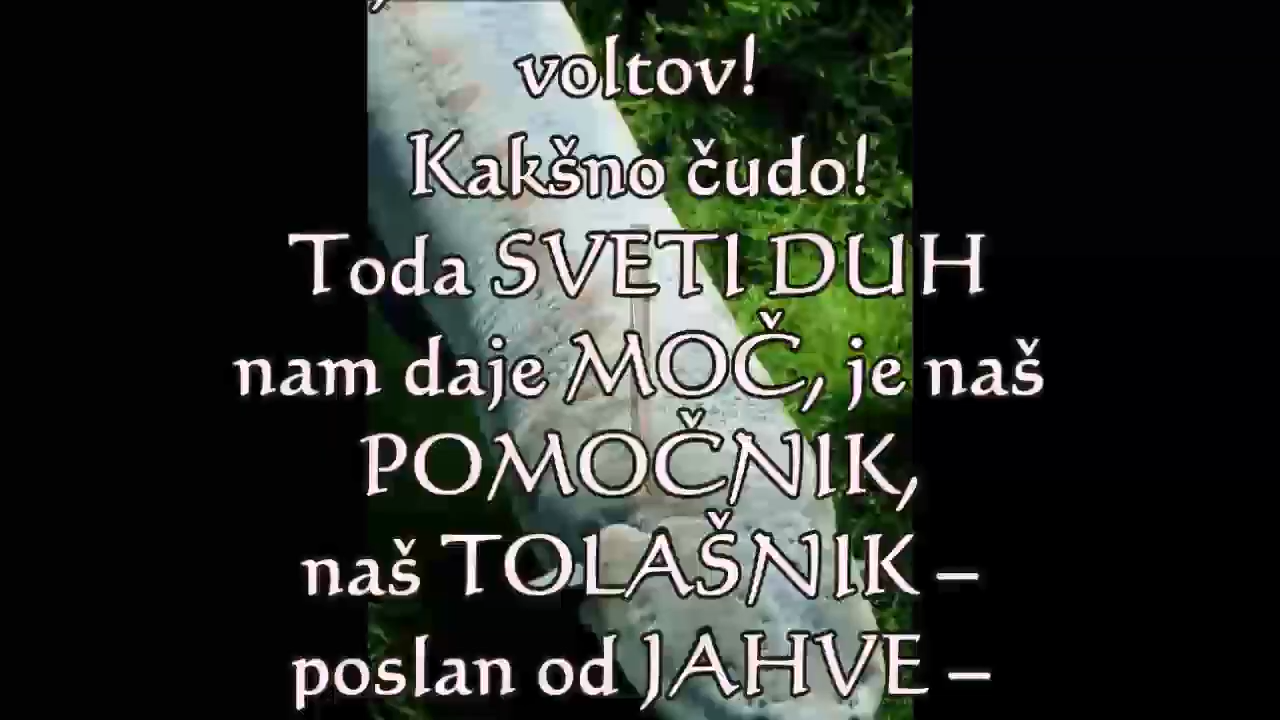 voltov!
Kakšno čudo!
Toda SVETI DUH
nam daje MOČ, je naš
POMOČNIK,
naš TOLAŠNIK –
poslan od JAHVE –